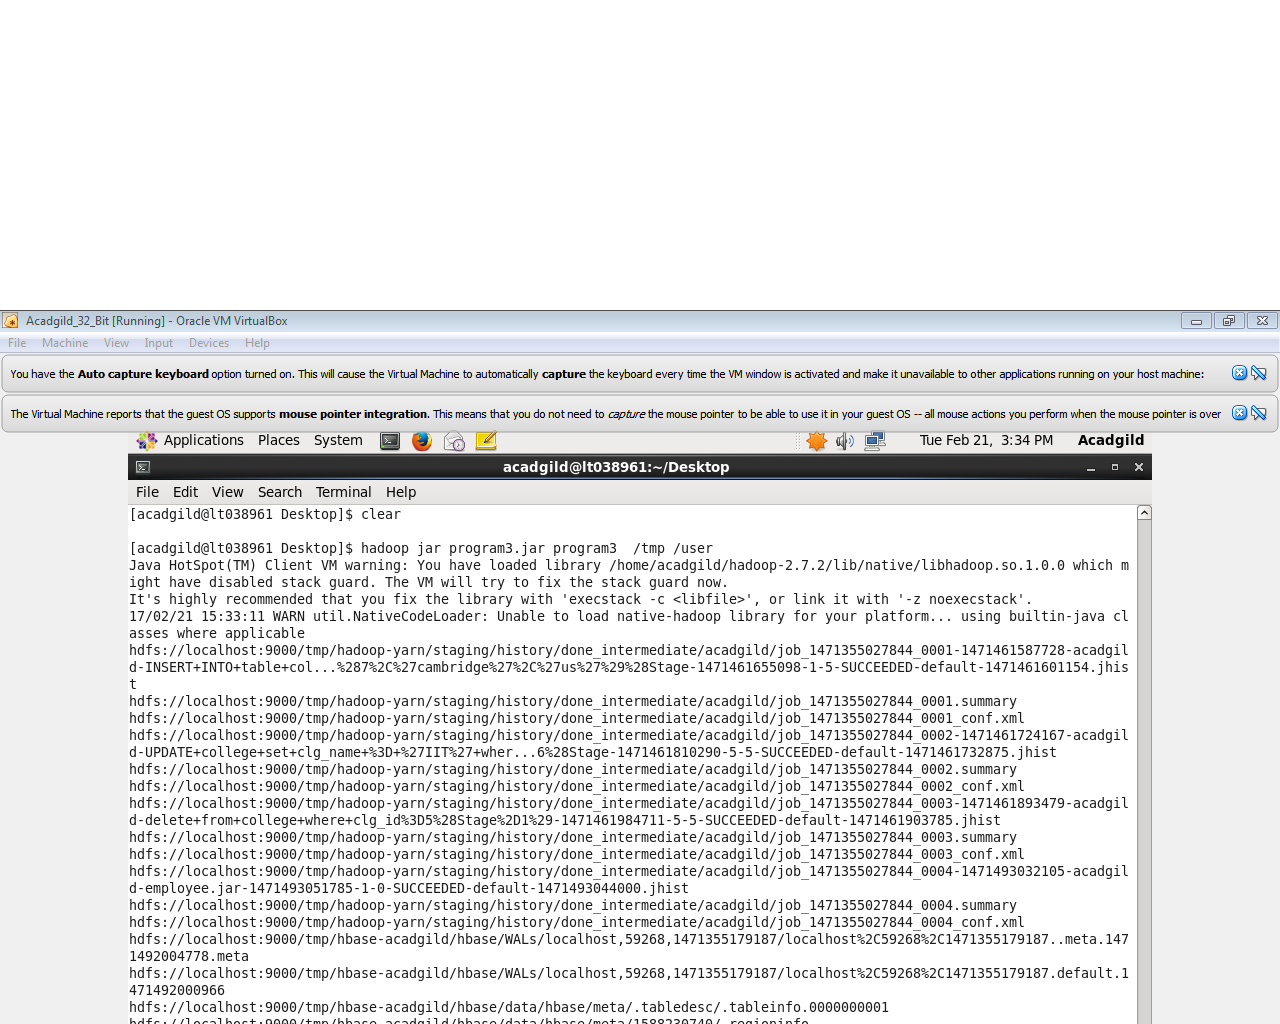 Acadgild_32_Bit [Running] - Oracle VM VirtualBox
File Machine View Input Devices Help
You have the Auto capture keyboard option turned on. This will cause the Virtual Machine to automatically capture the keyboard every time the VM window is activated and make it unavailable to other applications running on your host machine:
The Virtual Machine reports that the guest OS supports mouse pointer integration. This means that you do not need to capture the mouse pointer to be able to use it in your guest OS -- all mouse actions you perform when the mouse pointer is over
Applications Places System Tue Feb 21, 3:34 PM Acadgild
acadgild@lt038961:~/Desktop
File Edit View Search Terminal Help
[acadgild@lt038961 Desktop]$ clear
[acadgild@lt038961 Desktop]$ hadoop jar program3.jar program3  /tmp /user
Java HotSpot(TM) Client VM warning: You have loaded library /home/acadgild/hadoop-2.7.2/lib/native/libhadoop.so.1.0.0 which m
ight have disabled stack guard. The VM will try to fix the stack guard now.
It's highly recommended that you fix the library with 'execstack -c <libfile>', or link it with '-z noexecstack'.
17/02/21 15:33:11 WARN util.NativeCodeLoader: Unable to load native-hadoop library for your platform... using builtin-java cl
asses where applicable
hdfs://localhost:9000/tmp/hadoop-yarn/staging/history/done_intermediate/acadgild/job_1471355027844_0001-1471461587728-acadgil
d-INSERT+INTO+table+col...%287%2C%27cambridge%27%2C%27us%27%29%28Stage-1471461655098-1-5-SUCCEEDED-default-1471461601154.jhis
t
hdfs://localhost:9000/tmp/hadoop-yarn/staging/history/done_intermediate/acadgild/job_1471355027844_0001.summary
hdfs://localhost:9000/tmp/hadoop-yarn/staging/history/done_intermediate/acadgild/job_1471355027844_0001_conf.xml
hdfs://localhost:9000/tmp/hadoop-yarn/staging/history/done_intermediate/acadgild/job_1471355027844_0002-1471461724167-acadgil
d-UPDATE+college+set+clg_name+%3D+%27IIT%27+wher...6%28Stage-1471461810290-5-5-SUCCEEDED-default-1471461732875.jhist
hdfs://localhost:9000/tmp/hadoop-yarn/staging/history/done_intermediate/acadgild/job_1471355027844_0002.summary
hdfs://localhost:9000/tmp/hadoop-yarn/staging/history/done_intermediate/acadgild/job_1471355027844_0002_conf.xml
hdfs://localhost:9000/tmp/hadoop-yarn/staging/history/done_intermediate/acadgild/job_1471355027844_0003-1471461893479-acadgil
d-delete+from+college+where+clg_id%3D5%28Stage%2D1%29-1471461984711-5-5-SUCCEEDED-default-1471461903785.jhist
hdfs://localhost:9000/tmp/hadoop-yarn/staging/history/done_intermediate/acadgild/job_1471355027844_0003.summary
hdfs://localhost:9000/tmp/hadoop-yarn/staging/history/done_intermediate/acadgild/job_1471355027844_0003_conf.xml
hdfs://localhost:9000/tmp/hadoop-yarn/staging/history/done_intermediate/acadgild/job_1471355027844_0004-1471493032105-acadgil
d-employee.jar-1471493051785-1-0-SUCCEEDED-default-1471493044000.jhist
hdfs://localhost:9000/tmp/hadoop-yarn/staging/history/done_intermediate/acadgild/job_1471355027844_0004.summary
hdfs://localhost:9000/tmp/hadoop-yarn/staging/history/done_intermediate/acadgild/job_1471355027844_0004_conf.xml
hdfs://localhost:9000/tmp/hbase-acadgild/hbase/WALs/localhost,59268,1471355179187/localhost%2C59268%2C1471355179187..meta.147
1492004778.meta
hdfs://localhost:9000/tmp/hbase-acadgild/hbase/WALs/localhost,59268,1471355179187/localhost%2C59268%2C1471355179187.default.1
471492000966
hdfs://localhost:9000/tmp/hbase-acadgild/hbase/data/hbase/meta/.tabledesc/.tableinfo.0000000001
hdfs://localhost:9000/tmp/hbase-acadgild/hbase/data/hbase/meta/1588230740/.regioninfo